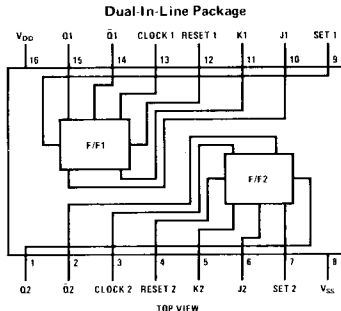 Dual-In-Line Package
VDD Q1 Q̄1 CLOCK 1 RESET 1 K1 J1 SET 1
16 15 14 13 12 11 10 9
F/F1
F/F2
1 2 3 4 5 6 7 8
Q2 Q̄2 CLOCK 2 RESET 2 K2 J2 SET 2 VSS
TOP VIEW